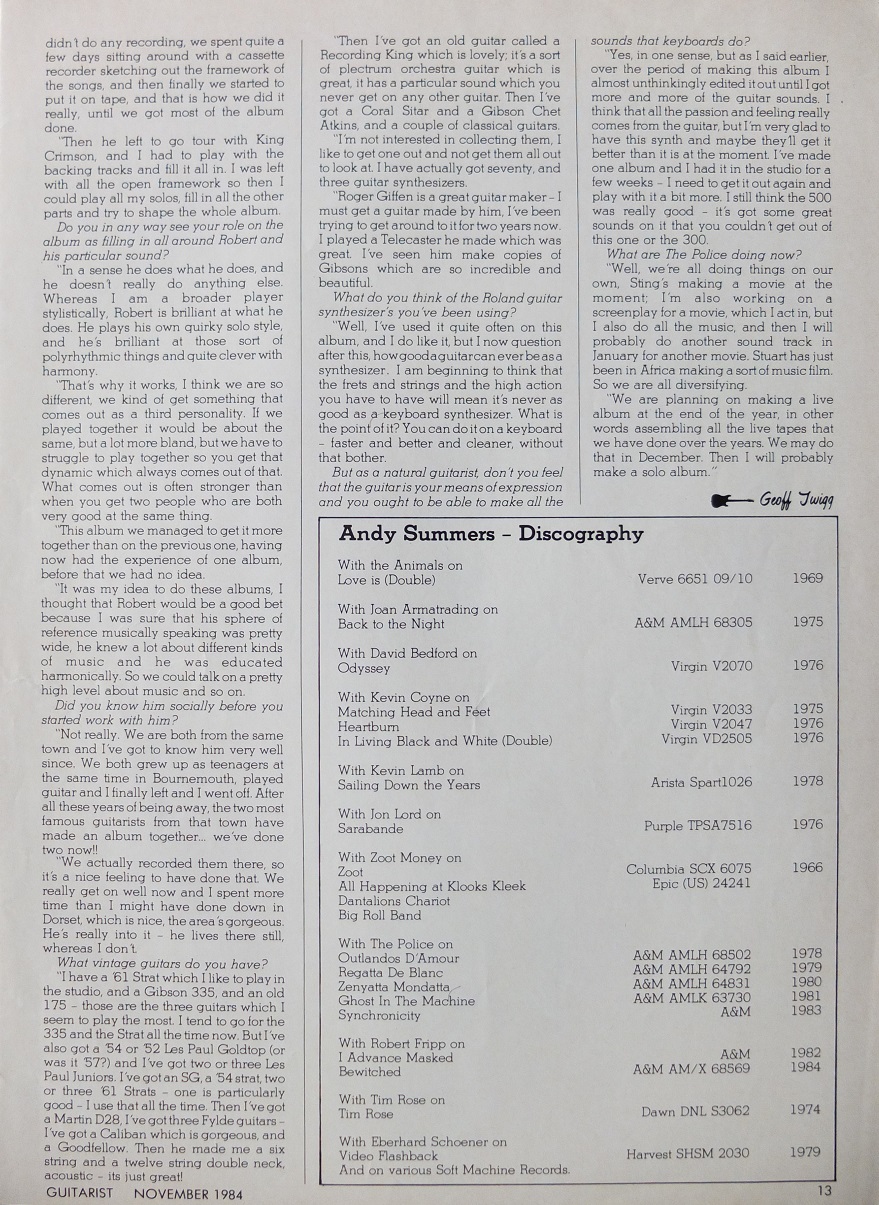 didn't do any recording, we spent quite a
few days sitting around with a cassette
recorder sketching out the framework of
the songs, and then finally we started to
put it on tape, and that is how we did it
really, until we got most of the album
done.
"Then he left to go tour with King
Crimson, and I had to play with the
backing tracks and fill it all in. I was left
with all the open framework so then I
could play all my solos, fill in all the other
parts and try to shape the whole album.
Do you in any way see your role on the
album as filling in all around Robert and
his particular sound?
"In a sense he does what he does, and
he doesn't really do anything else.
Whereas I am a broader player
stylistically, Robert is brilliant at what he
does. He plays his own quirky solo style,
and he's brilliant at those sort of
polyrhythmic things and quite clever with
harmony.
"That's why it works, I think we are so
different, we kind of get something that
comes out as a third personality. If we
played together it would be about the
same, but a lot more bland, but we have to
struggle to play together so you get that
dynamic which always comes out of that.
What comes out is often stronger than
when you get two people who are both
very good at the same thing.
"This album we managed to get it more
together than on the previous one, having
now had the experience of one album,
before that we had no idea.
"It was my idea to do these albums, I
thought that Robert would be a good bet
because I was sure that his sphere of
reference musically speaking was pretty
wide, he knew a lot about different kinds
of music and he was educated
harmonically. So we could talk on a pretty
high level about music and so on.
Did you know him socially before you
started work with him?
"Not really. We are both from the same
town and I've got to know him very well
since. We both grew up as teenagers at
the same time in Bournemouth, played
guitar and I finally left and I went off. After
all these years of being away, the two most
famous guitarists from that town have
made an album together... we've done
two now!!
"We actually recorded them there, so
it's a nice feeling to have done that. We
really get on well now and I spent more
time than I might have done down in
Dorset, which is nice, the area's gorgeous.
He's really into it – he lives there still,
whereas I don't.
What vintage guitars do you have?
"I have a '61 Strat which I like to play in
the studio, and a Gibson 335, and an old
175 – those are the three guitars which I
seem to play the most. I tend to go for the
335 and the Strat all the time now. But I've
also got a '54 or '52 Les Paul Goldtop (or
was it '57?) and I've got two or three Les
Paul Juniors. I've got an SG, a '54 strat, two
or three '61 Strats – one is particularly
good – I use that all the time. Then I've got
a Martin D28, I've got three Fylde guitars –
I've got a Caliban which is gorgeous, and
a Goodfellow. Then he made me a six
string and a twelve string double neck,
acoustic – its just great!
"Then I've got an old guitar called a
Recording King which is lovely; it's a sort
of plectrum orchestra guitar which is
great, it has a particular sound which you
never get on any other guitar. Then I've
got a Coral Sitar and a Gibson Chet
Atkins, and a couple of classical guitars.
"I'm not interested in collecting them, I
like to get one out and not get them all out
to look at. I have actually got seventy, and
three guitar synthesizers.
"Roger Giffen is a great guitar maker – I
must get a guitar made by him, I've been
trying to get around to it for two years now.
I played a Telecaster he made which was
great. I've seen him make copies of
Gibsons which are so incredible and
beautiful.
What do you think of the Roland guitar
synthesizer's you've been using?
"Well, I've used it quite often on this
album, and I do like it, but I now question
after this, how good a guitar can ever be as a
synthesizer. I am beginning to think that
the frets and strings and the high action
you have to have will mean it's never as
good as a keyboard synthesizer. What is
the point of it? You can do it on a keyboard
– faster and better and cleaner, without
that bother.
But as a natural guitarist, don't you feel
that the guitar is your means of expression
and you ought to be able to make all the
sounds that keyboards do?
"Yes, in one sense, but as I said earlier,
over the period of making this album I
almost unthinkingly edited it out until I got
more and more of the guitar sounds. I
think that all the passion and feeling really
comes from the guitar, but I'm very glad to
have this synth and maybe they'll get it
better than it is at the moment. I've made
one album and I had it in the studio for a
few weeks – I need to get it out again and
play with it a bit more. I still think the 500
was really good – it's got some great
sounds on it that you couldn't get out of
this one or the 300.
What are The Police doing now?
"Well, we're all doing things on our
own, Sting's making a movie at the
moment; I'm also working on a
screenplay for a movie, which I act in, but
I also do all the music, and then I will
probably do another sound track in
January for another movie. Stuart has just
been in Africa making a sort of music film.
So we are all diversifying.
"We are planning on making a live
album at the end of the year, in other
words assembling all the live tapes that
we have done over the years. We may do
that in December. Then I will probably
make a solo album."
Geoff Twigg
Andy Summers – Discography
With the Animals on
Love is (Double) Verve 6651 09/10 1969
With Joan Armatrading on
Back to the Night A&M AMLH 68305 1975
With David Bedford on
Odyssey Virgin V2070 1976
With Kevin Coyne on
Matching Head and Feet Virgin V2033 1975
Heartburn Virgin V2047 1976
In Living Black and White (Double) Virgin VD2505 1976
With Kevin Lamb on
Sailing Down the Years Arista Spart1026 1978
With Jon Lord on
Sarabande Purple TPSA7516 1976
With Zoot Money on
Zoot Columbia SCX 6075 1966
All Happening at Klooks Kleek Epic (US) 24241
Dantalions Chariot
Big Roll Band
With The Police on
Outlandos D'Amour A&M AMLH 68502 1978
Regatta De Blanc A&M AMLH 64792 1979
Zenyatta Mondatta A&M AMLH 64831 1980
Ghost In The Machine A&M AMLK 63730 1981
Synchronicity A&M 1983
With Robert Fripp on
I Advance Masked A&M 1982
Bewitched A&M AM/X 68569 1984
With Tim Rose on
Tim Rose Dawn DNL S3062 1974
With Eberhard Schoener on
Video Flashback Harvest SHSM 2030 1979
And on various Soft Machine Records.
GUITARIST NOVEMBER 1984 13